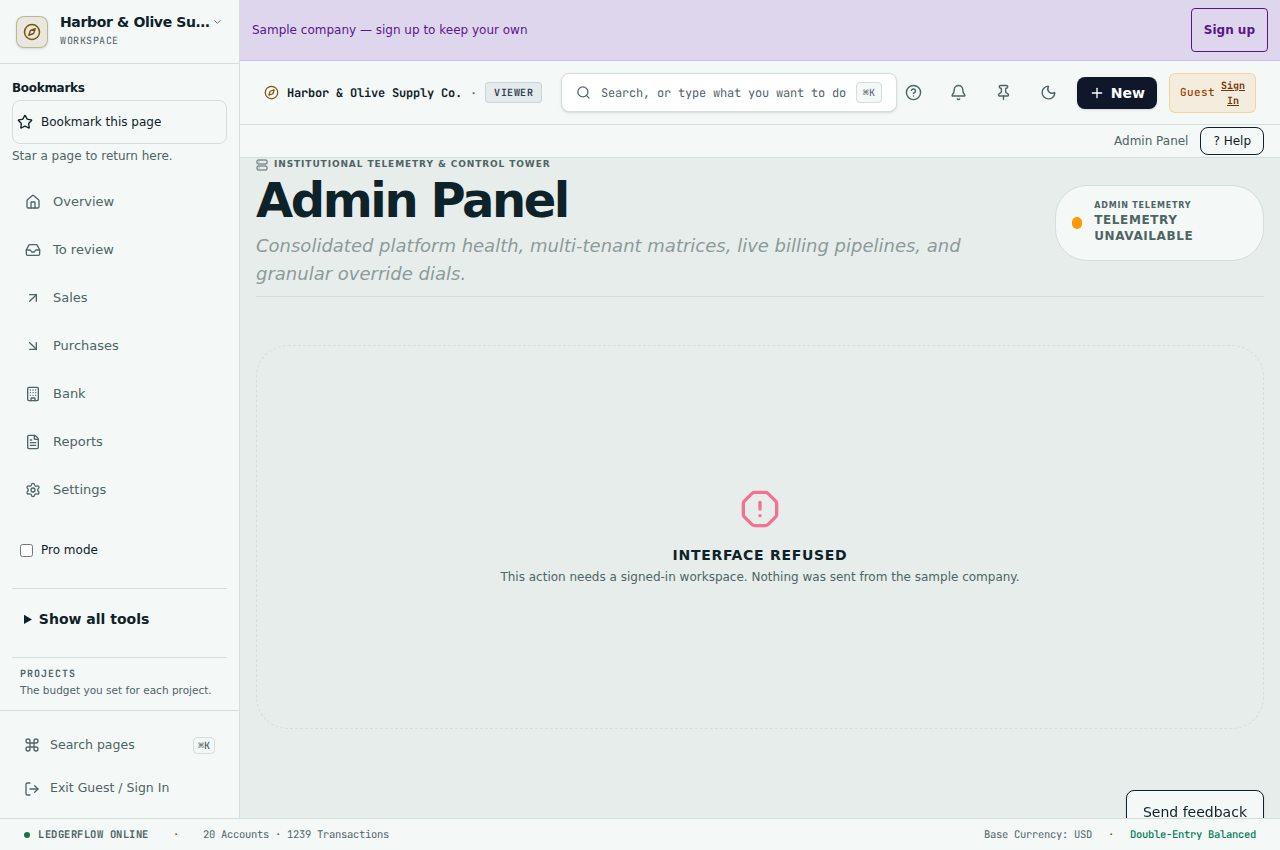 Harbor & Olive Su...
WORKSPACE
Bookmarks
Bookmark this page
Star a page to return here.
Overview
To review
Sales
Purchases
Bank
Reports
Settings
Pro mode
Show all tools
PROJECTS
The budget you set for each project.
Search pages ⌘K
Exit Guest / Sign In
Sample company — sign up to keep your own
Sign up
Harbor & Olive Supply Co. · VIEWER
Search, or type what you want to do ⌘K
New
Guest
Sign
In
Admin Panel
? Help
INSTITUTIONAL TELEMETRY & CONTROL TOWER
Admin Panel
Consolidated platform health, multi-tenant matrices, live billing pipelines, and
granular override dials.
ADMIN TELEMETRY
TELEMETRY
UNAVAILABLE
INTERFACE REFUSED
This action needs a signed-in workspace. Nothing was sent from the sample company.
Send feedback
LEDGERFLOW ONLINE · 20 Accounts · 1239 Transactions
Base Currency: USD · Double-Entry Balanced